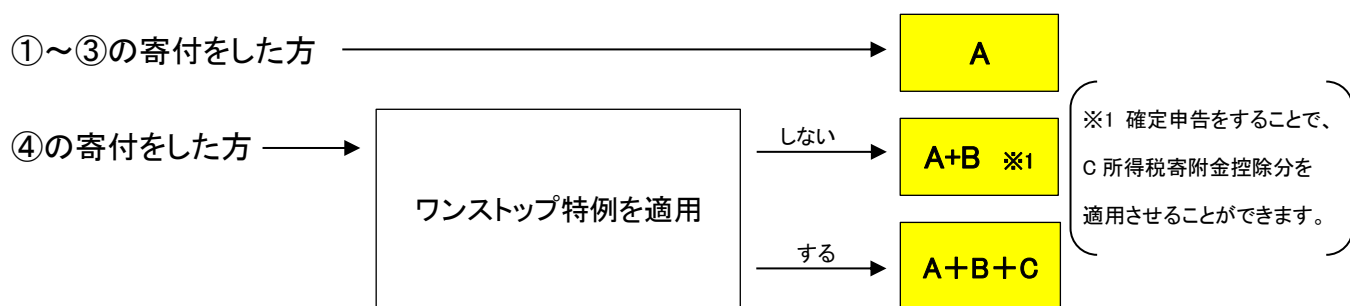 ①～③の寄付をした方
A
④の寄付をした方
ワンストップ特例を適用
しない
A+B ※1
する
A＋B＋C
※1 確定申告をすることで、
C 所得税寄附金控除分を
適用させることができます。